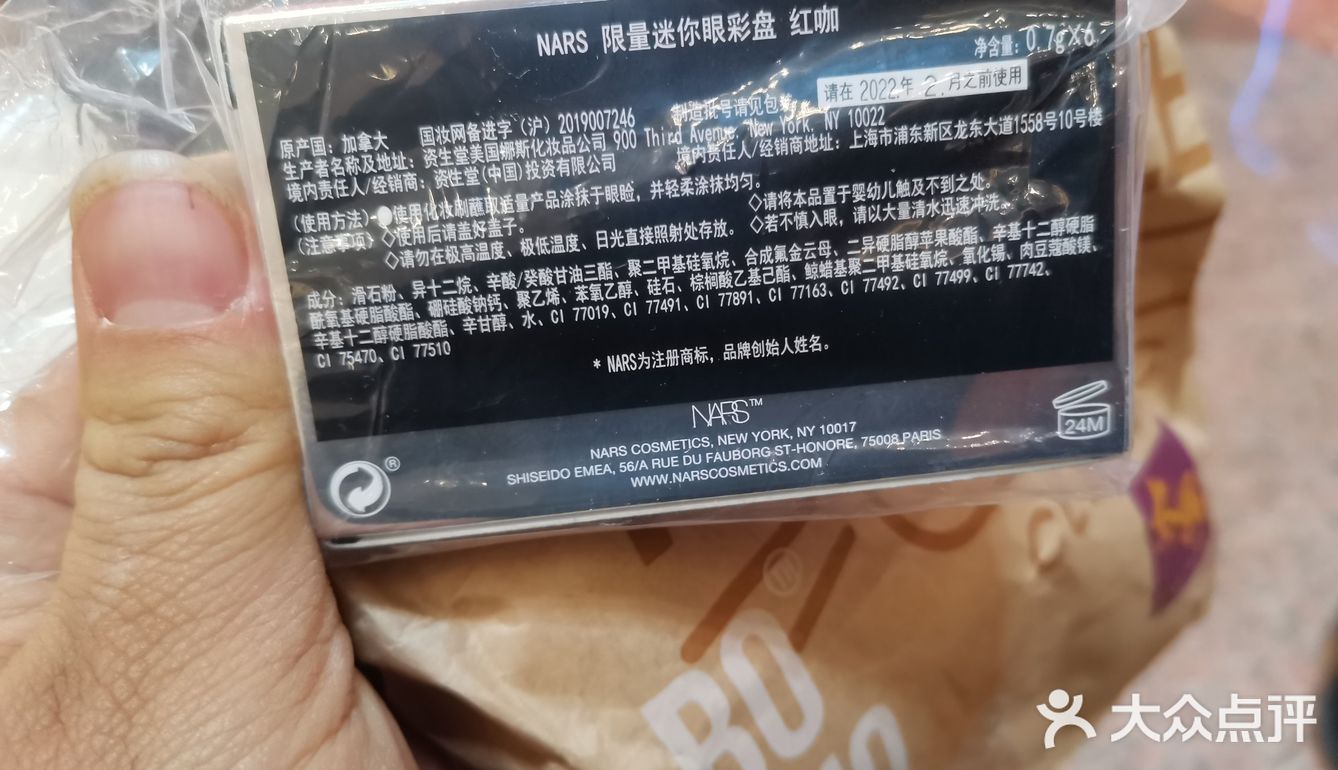 NARS 限量迷你眼彩盘 红咖
净含量: 0.7g×6
请在 2022.年 2.月之前使用
原产国: 加拿大 国妆网备进字 (沪) 2019007246 制造批号请见包装
生产者名称及地址: 资生堂美国娜斯化妆品公司 900 Third Avenue, New York, NY 10022
境内责任人/经销商: 资生堂(中国)投资有限公司 境内责任人/经销商地址: 上海市浦东新区龙东大道1558号10号楼
(使用方法) 使用化妆刷蘸取适量产品涂抹于眼睑, 并轻柔涂抹均匀。
(注意事项) ◇使用后请盖好盖子。 ◇请将本品置于婴幼儿触及不到之处。
◇请勿在极高温度、极低温度、日光直接照射处存放。 ◇若不慎入眼, 请以大量清水迅速冲洗。
成分: 滑石粉、异十二烷、辛酸/癸酸甘油三酯、聚二甲基硅氧烷、合成氟金云母、二异硬脂醇苹果酸酯、辛基十二醇硬脂
酰氧基硬脂酸酯、硼硅酸钠钙、聚乙烯、苯氧乙醇、硅石、棕榈酸乙基己酯、鲸蜡基聚二甲基硅氧烷、氧化锡、肉豆蔻酸镁、
辛基十二醇硬脂酸酯、辛甘醇、水、CI 77019、CI 77491、CI 77891、CI 77163、CI 77492、CI 77499、CI 77742、
CI 75470、CI 77510
* NARS为注册商标, 品牌创始人姓名。
NARS™
NARS COSMETICS, NEW YORK, NY 10017
SHISEIDO EMEA, 56/A RUE DU FAUBORG ST-HONORE, 75008 PARIS
WWW.NARSCOSMETICS.COM
24M
®
BO
大众点评